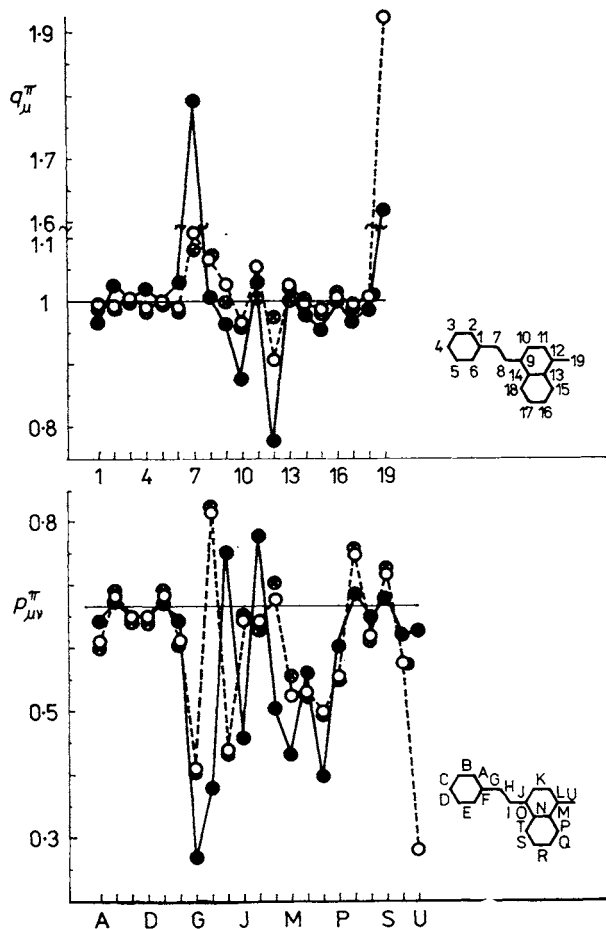 1·9
q^π_μ
1·7
1·6
1·1
1
0·8
1 4 7 10 13 16 19
3 2
4 1 7 10 11
5 6 8 9 12 19
14 13
18 15
17 16
0·8
p^π_μν
0·5
0·3
A D G J M P S U
B
C A G K
D F H J L U
E I O N M
T P
S Q
R